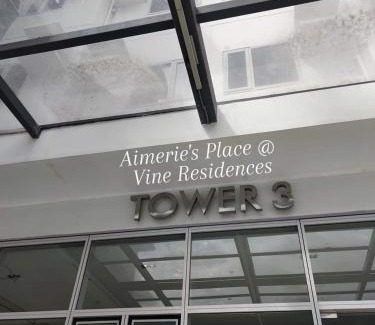 Aimerie's Place @
Vine Residences
TOWER 3